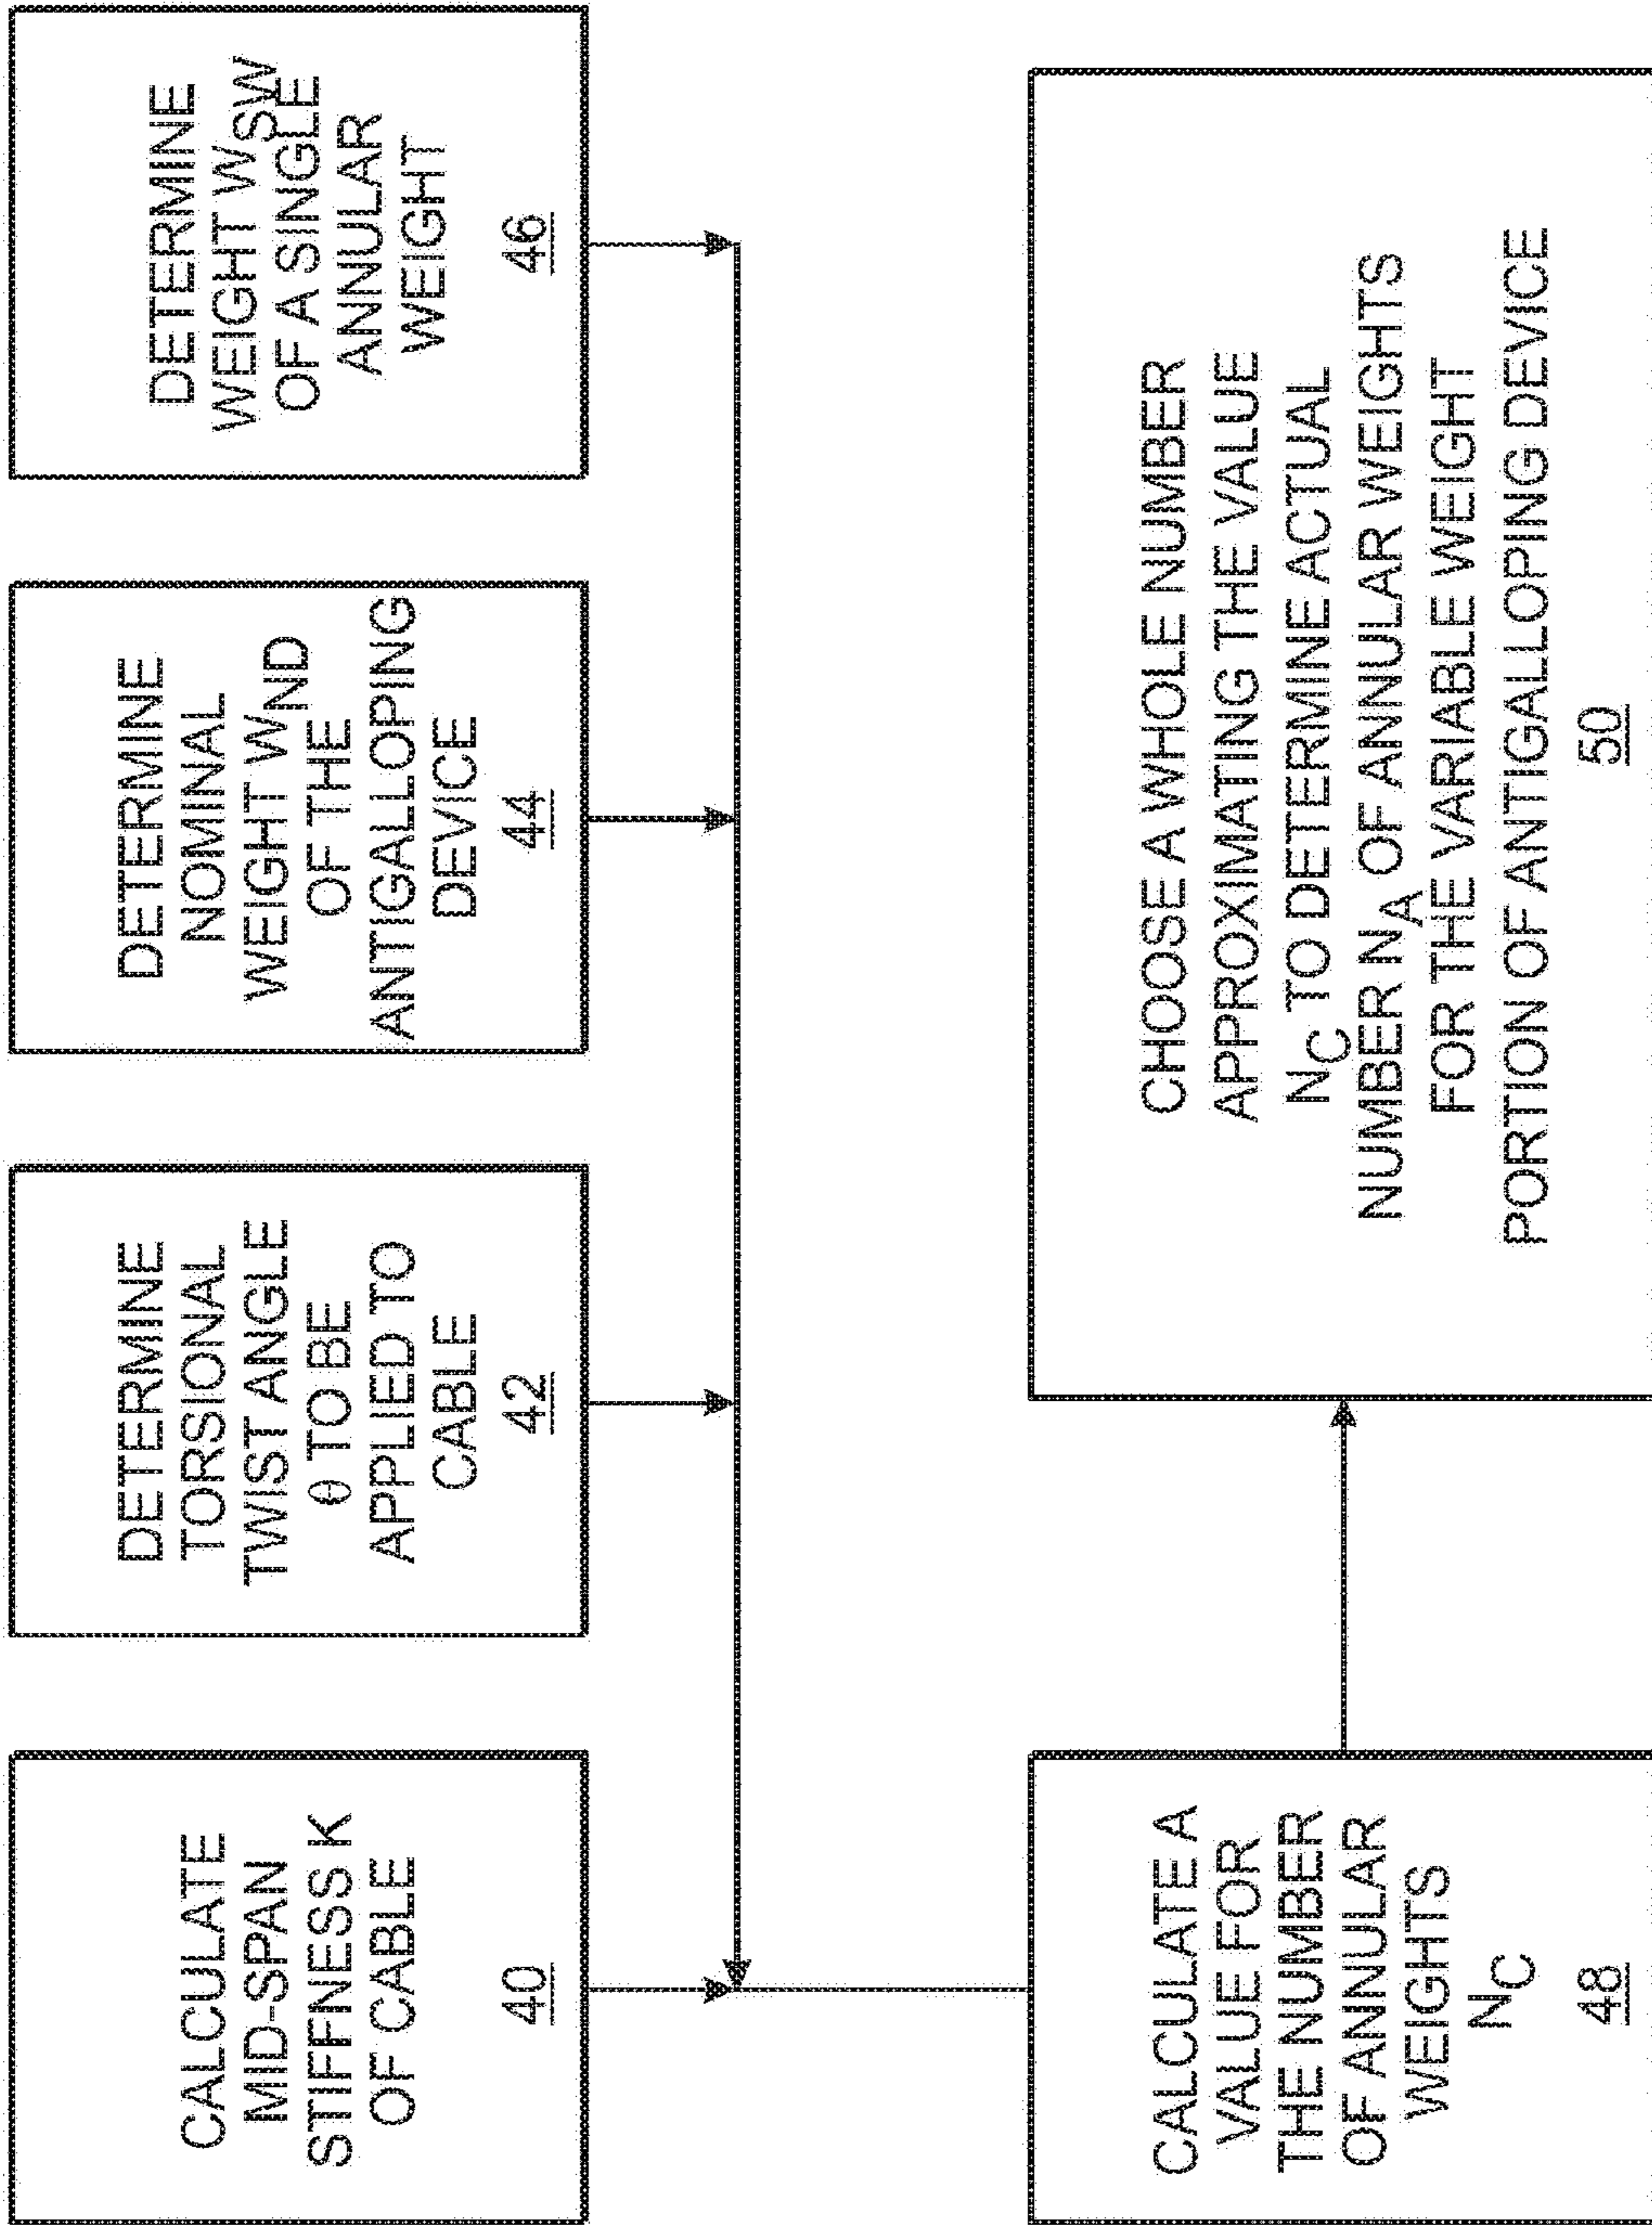 CALCULATE
MID-SPAN
STIFFNESS K
OF CABLE
40
DETERMINE
TORSIONAL
TWIST ANGLE
θ TO BE
APPLIED TO
CABLE
42
DETERMINE
NOMINAL
WEIGHT WND
OF THE
ANTIGALLOPING
DEVICE
44
DETERMINE
WEIGHT WSW
OF A SINGLE
ANNULAR
WEIGHT
46
CALCULATE A
VALUE FOR
THE NUMBER
OF ANNULAR
WEIGHTS
NC
48
CHOOSE A WHOLE NUMBER
APPROXIMATING THE VALUE
NC TO DETERMINE ACTUAL
NUMBER NA OF ANNULAR WEIGHTS
FOR THE VARIABLE WEIGHT
PORTION OF ANTIGALLOPING DEVICE
50